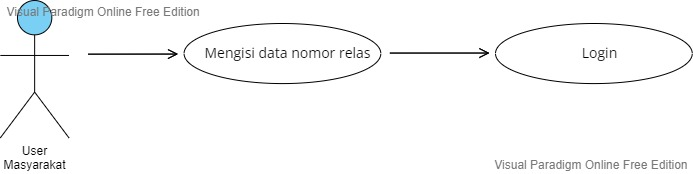 Visual Paradigm Online Free Edition
Mengisi data nomor relas
Login
User
Masyarakat
Visual Paradigm Online Free Edition